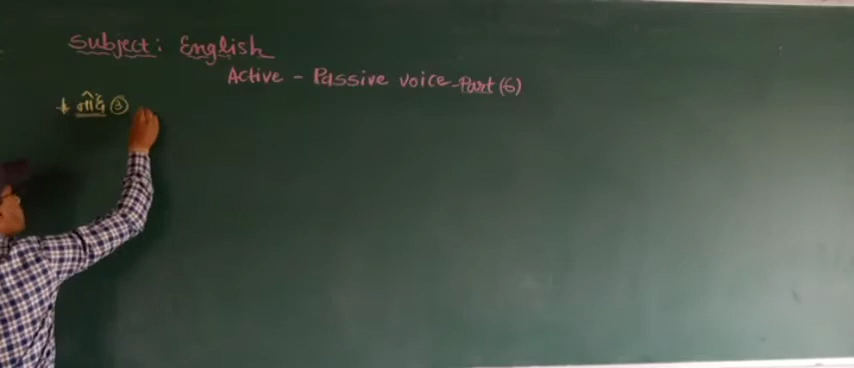 Subject: English
Active - Passive voice - Part (6)
* नोंद ③